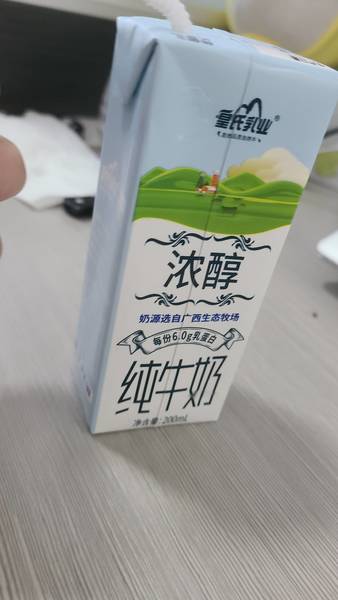 皇氏乳业®
浓醇
奶源选自广西生态牧场
每份6.0g乳蛋白
纯牛奶
净含量:200mL